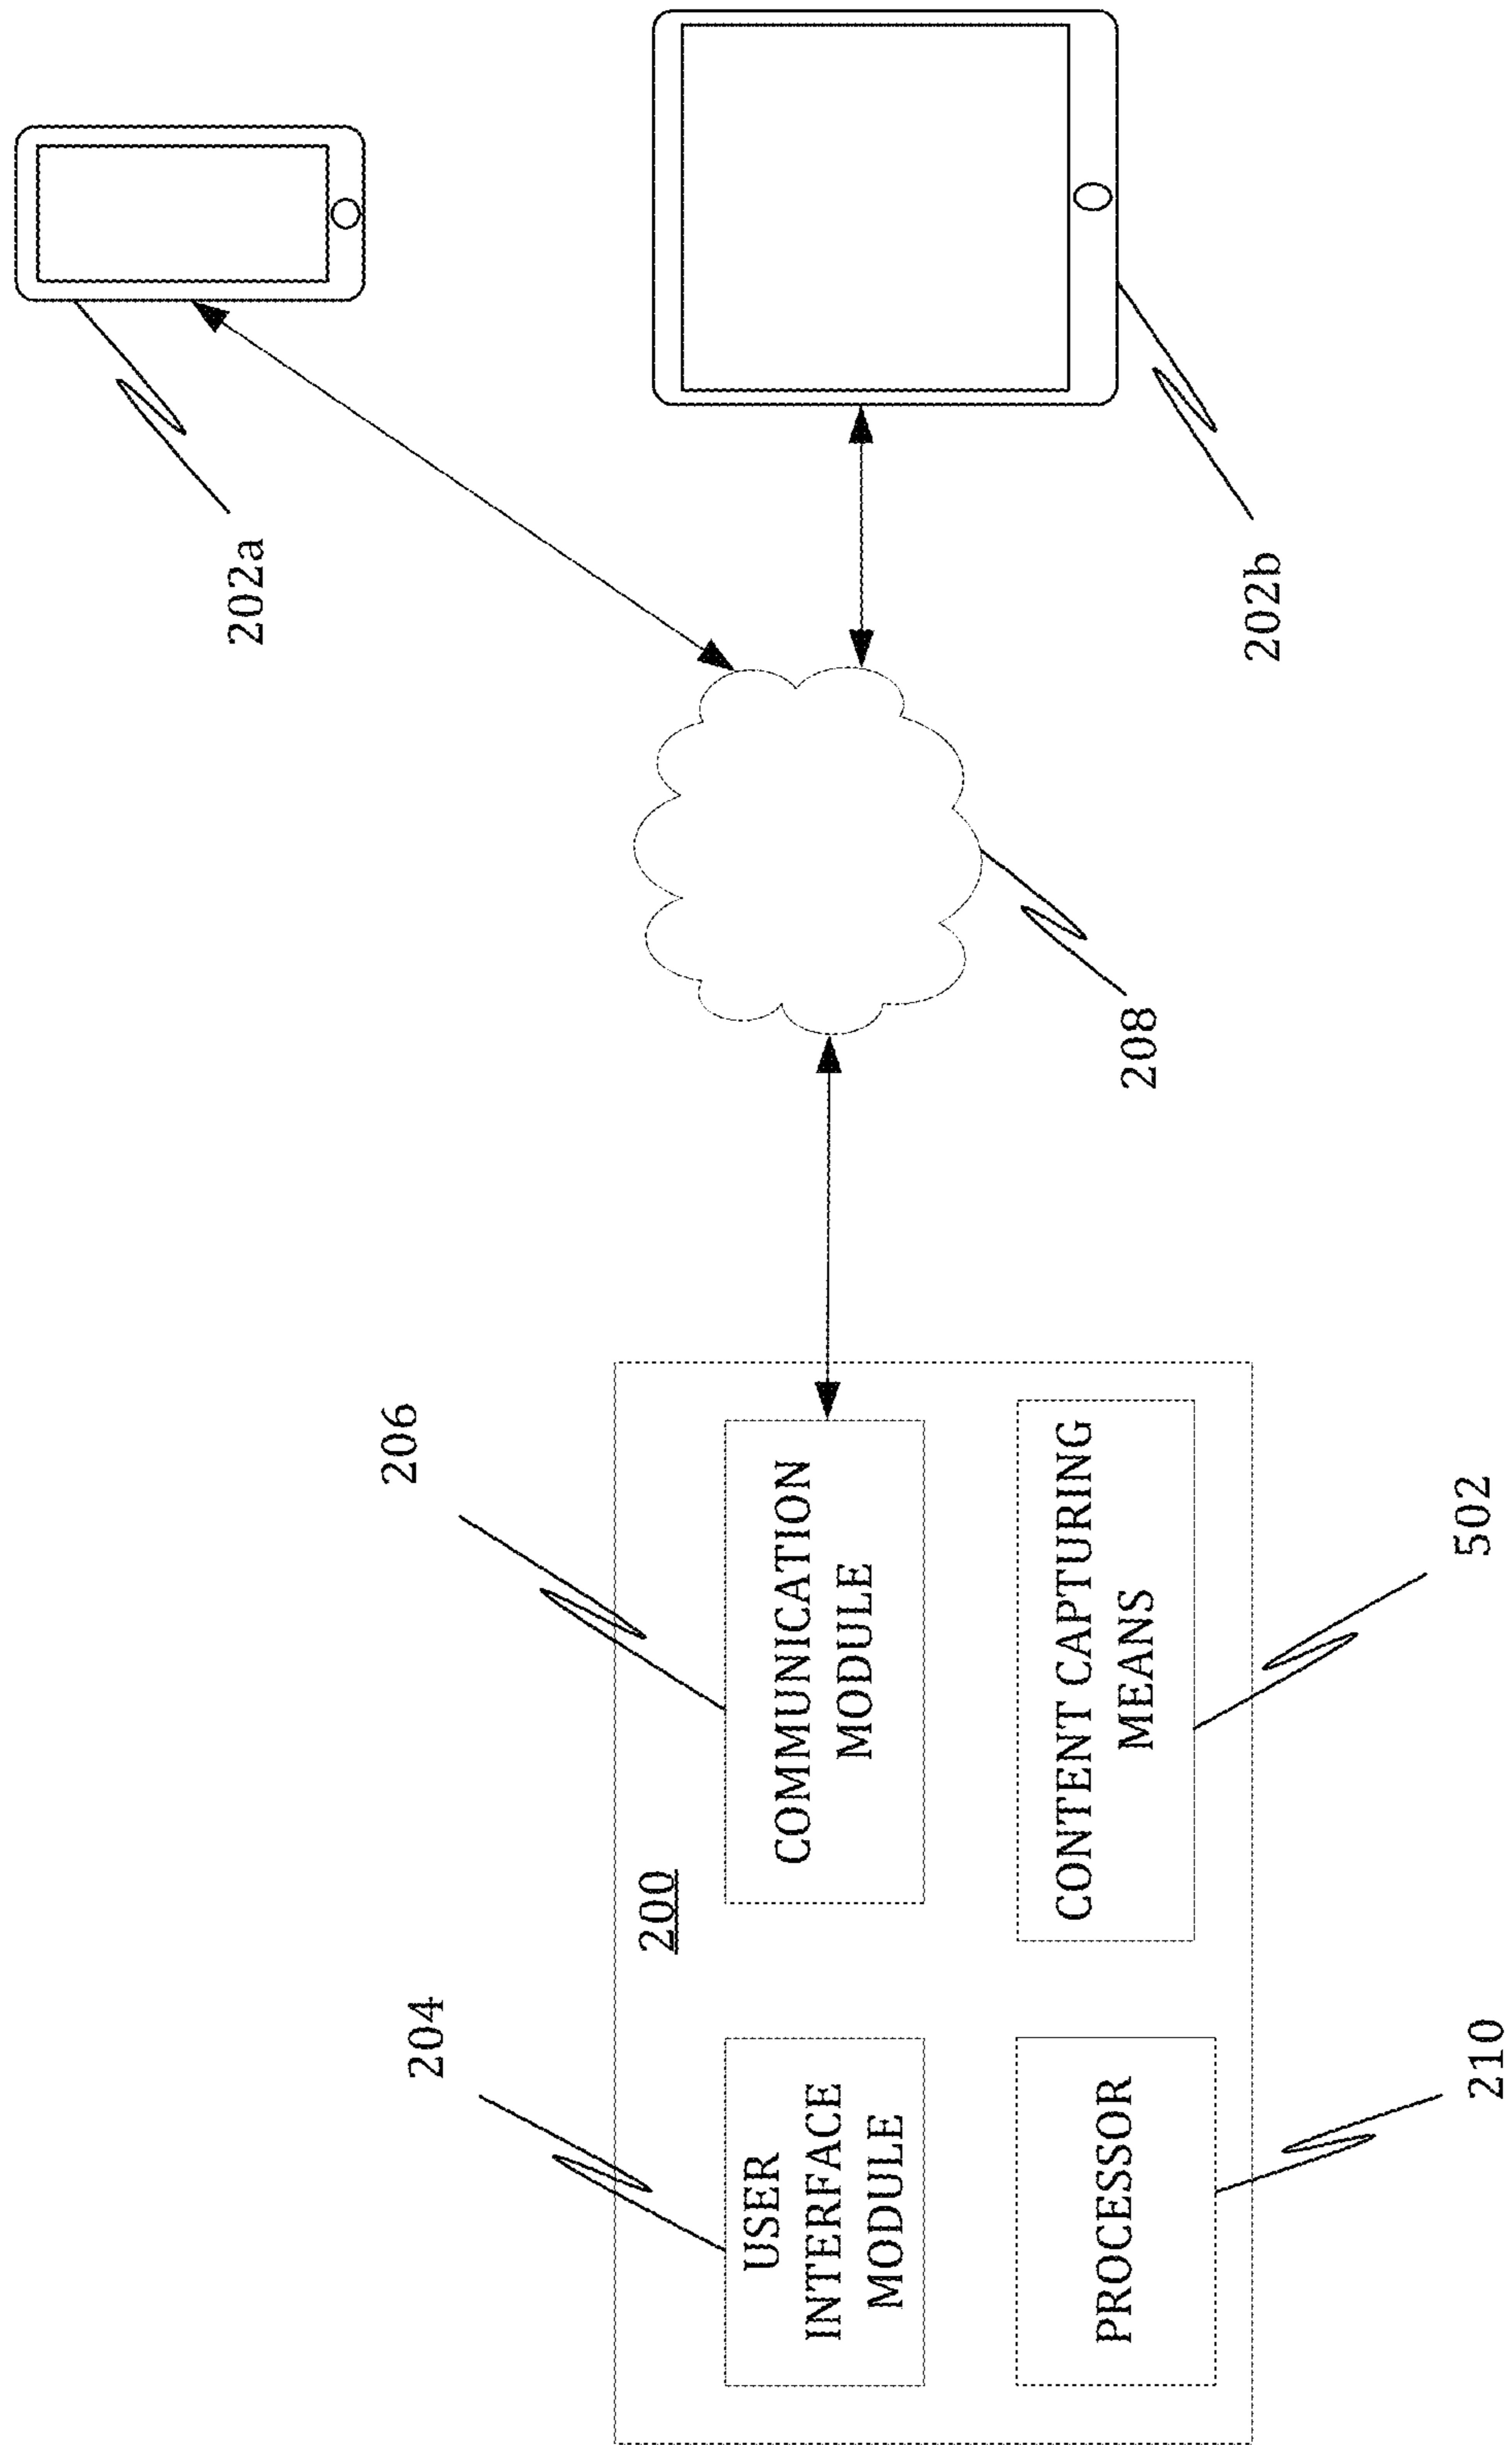 202a
202b
208
206
204
200
USER
INTERFACE
MODULE
COMMUNICATION
MODULE
PROCESSOR
CONTENT CAPTURING
MEANS
210
502